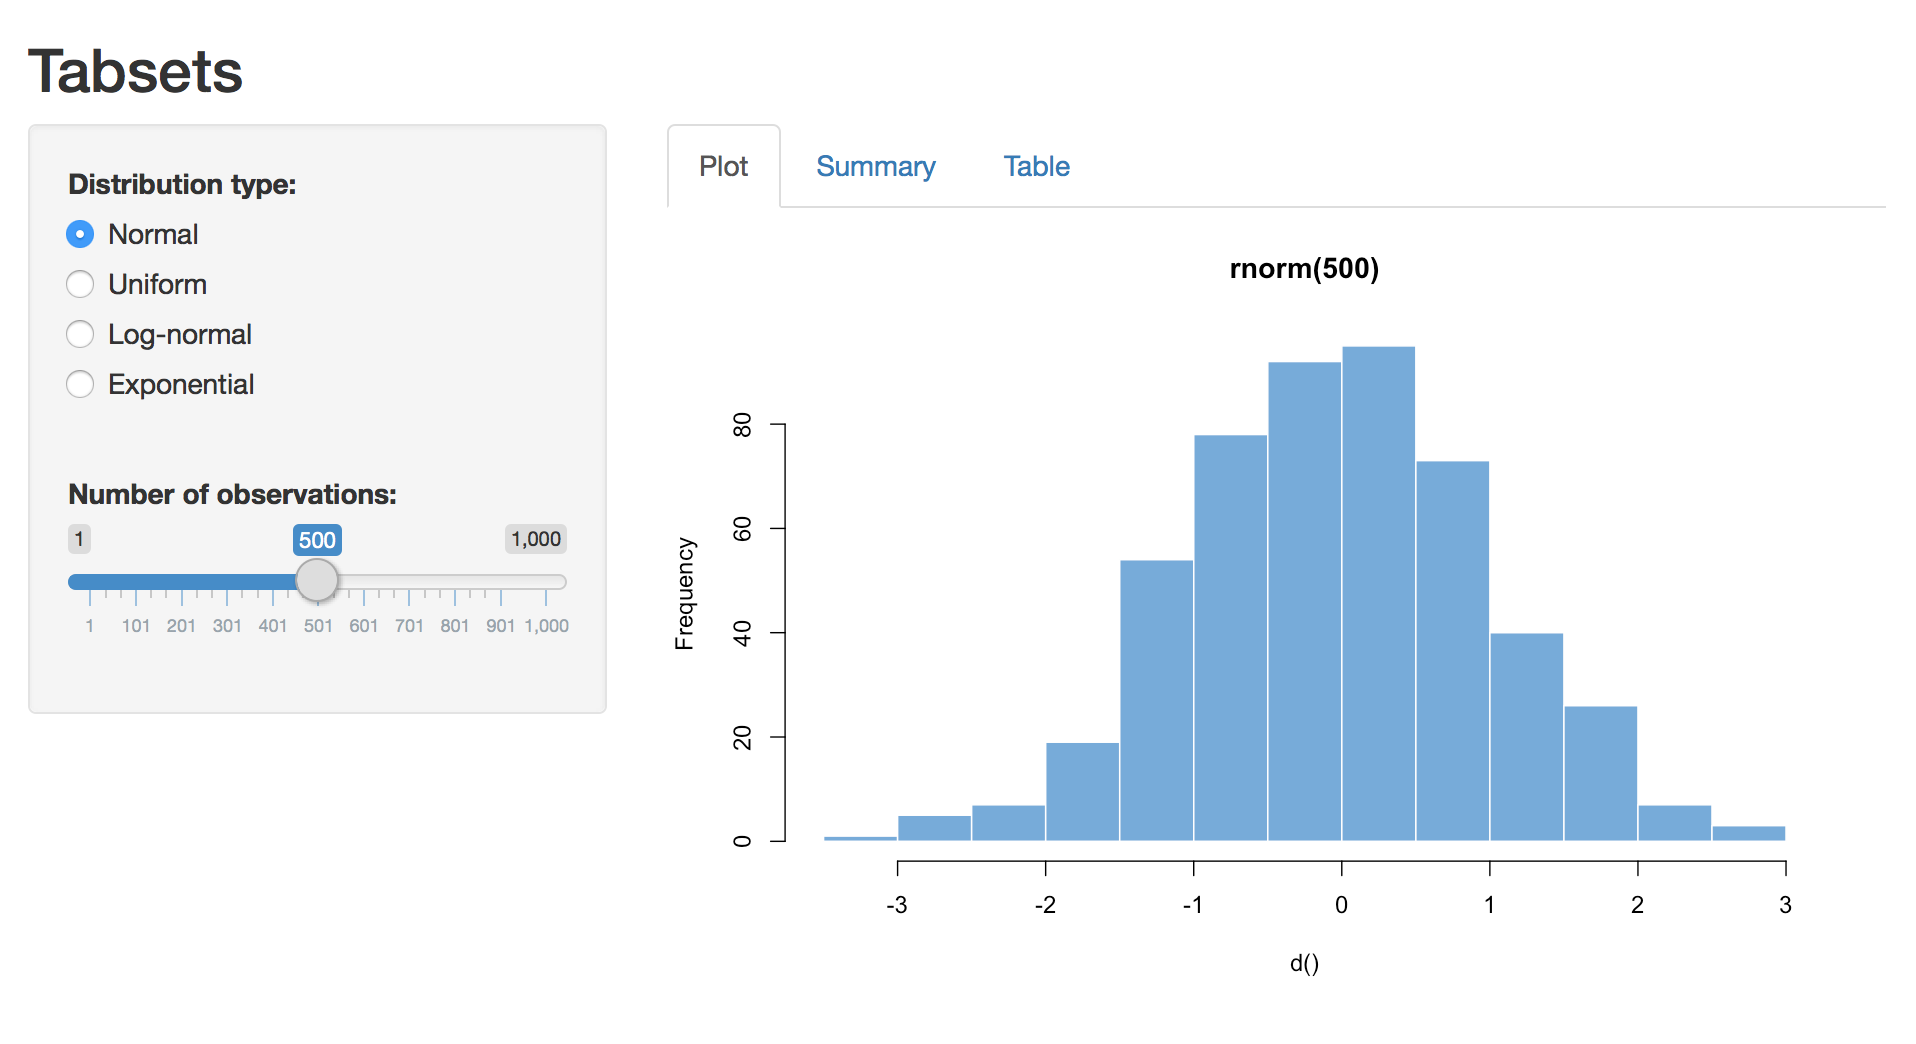 Tabsets
Distribution type:
Normal
Uniform
Log-normal
Exponential
Number of observations:
1 500 1,000
1 101 201 301 401 501 601 701 801 901 1,000
Plot Summary Table
rnorm(500)
Frequency
80
60
40
20
0
-3 -2 -1 0 1 2 3
d()